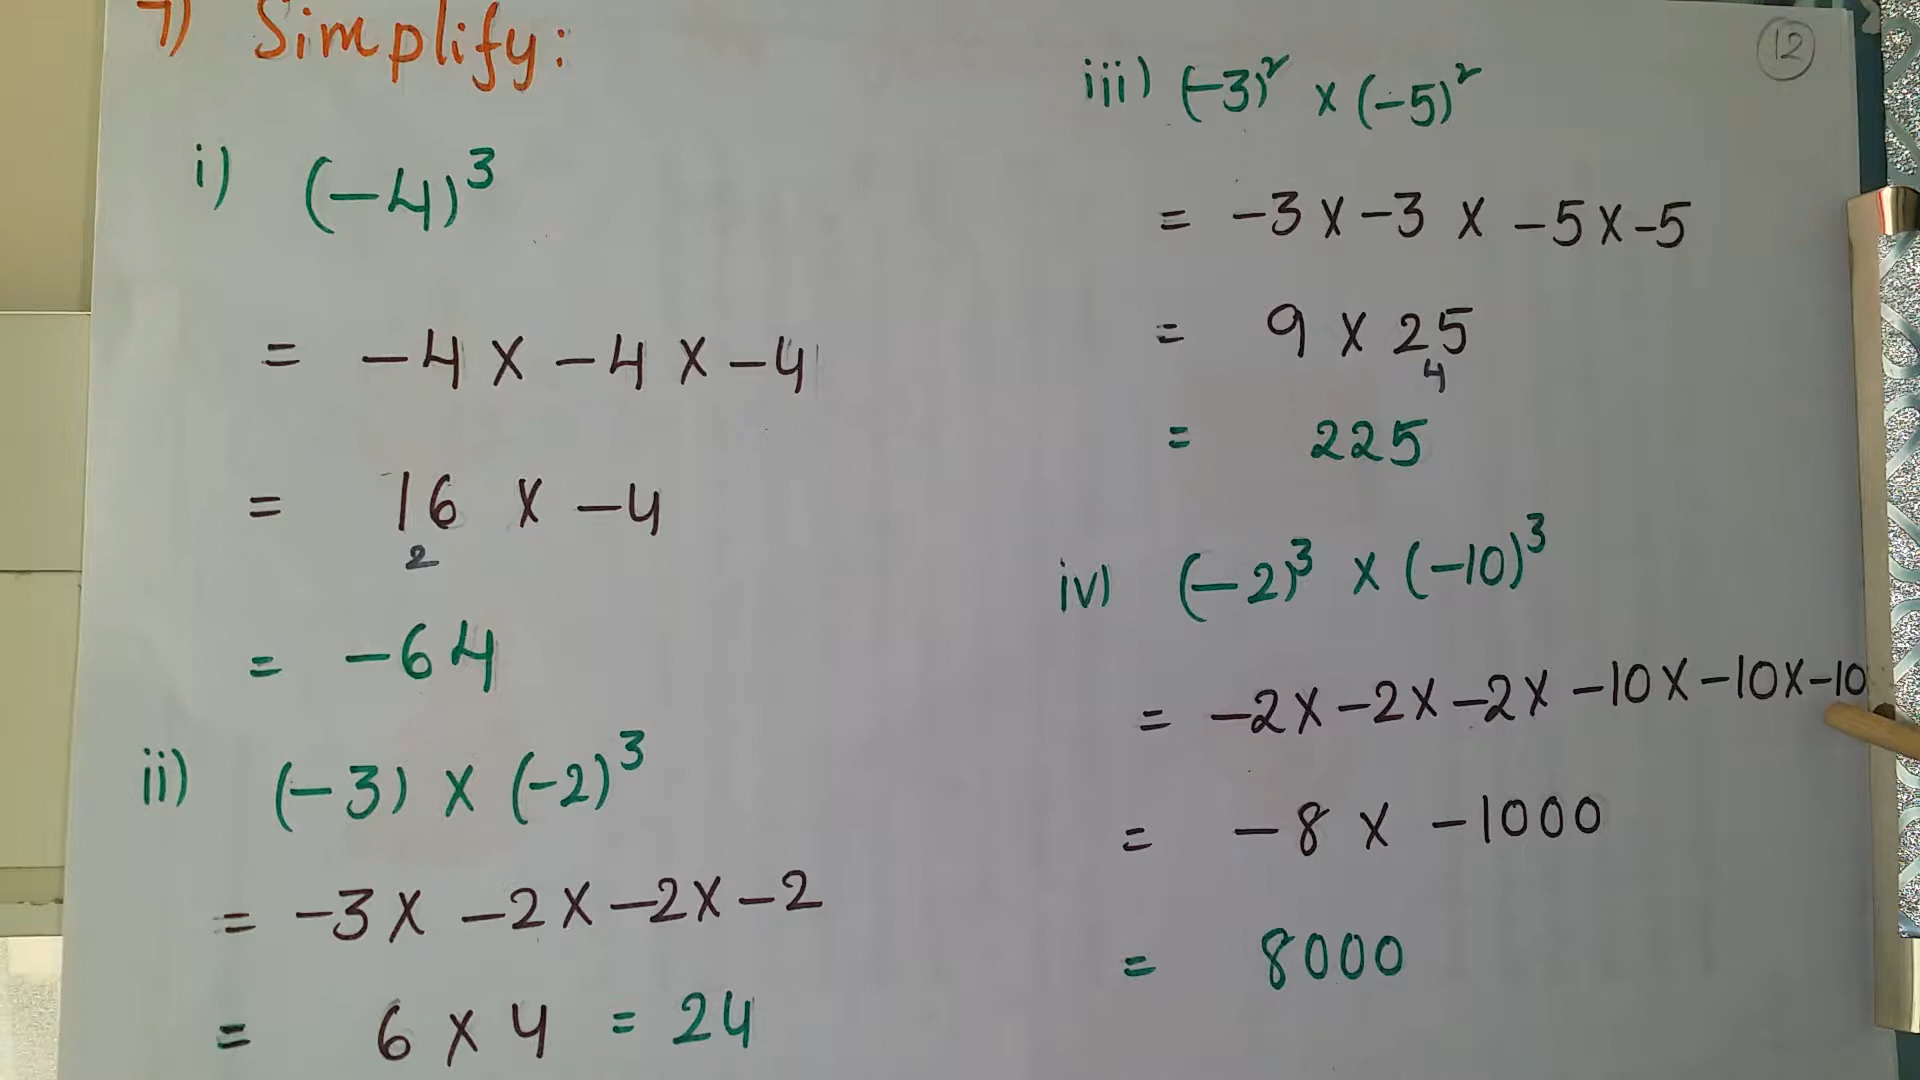 7) Simplify:
i) (-4)³
= -4 x -4 x -4
= 16 x -4
2
= -64
ii) (-3) x (-2)³
= -3 x -2 x -2 x -2
= 6 x 4 = 24
12
iii) (-3)² x (-5)²
= -3 x -3 x -5 x -5
= 9 x 25
4
= 225
iv) (-2)³ x (-10)³
= -2 x -2 x -2 x -10 x -10 x -10
= -8 x -1000
= 8000